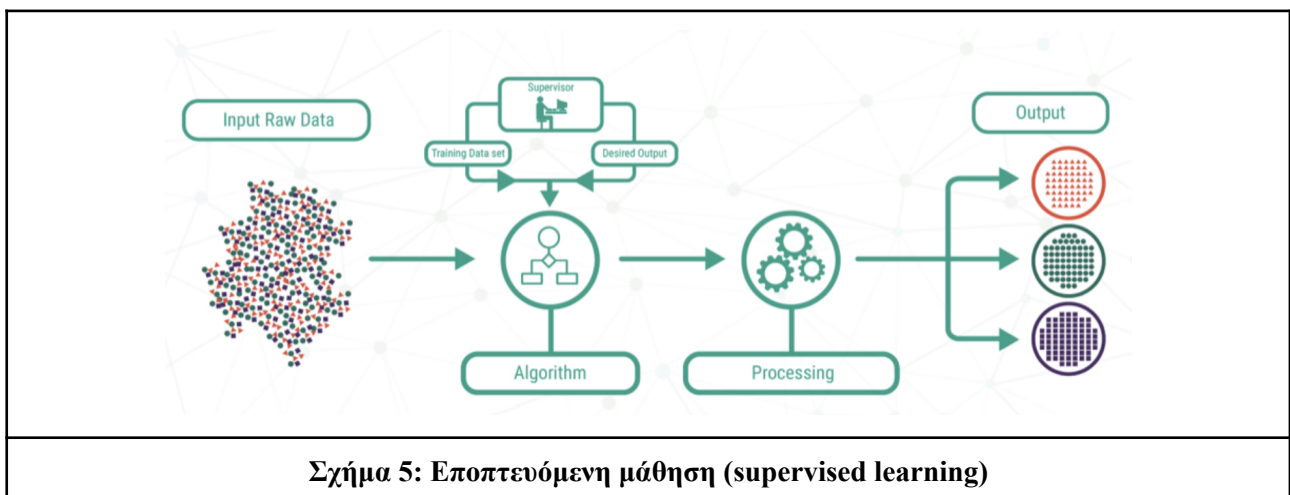 Supervisor
Input Raw Data
Output
Training Data set
Desired Output
Algorithm
Processing
Σχήμα 5: Εποπτευόμενη μάθηση (supervised learning)